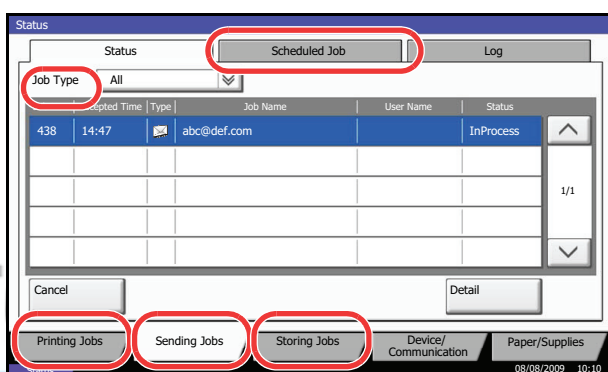 Status
Status Scheduled Job Log
Job Type All
Accepted Time Type Job Name User Name Status
438 14:47 abc@def.com InProcess
1/1
Cancel Detail
Printing Jobs Sending Jobs Storing Jobs Device/ Communication Paper/Supplies
Status 08/08/2009 10:10